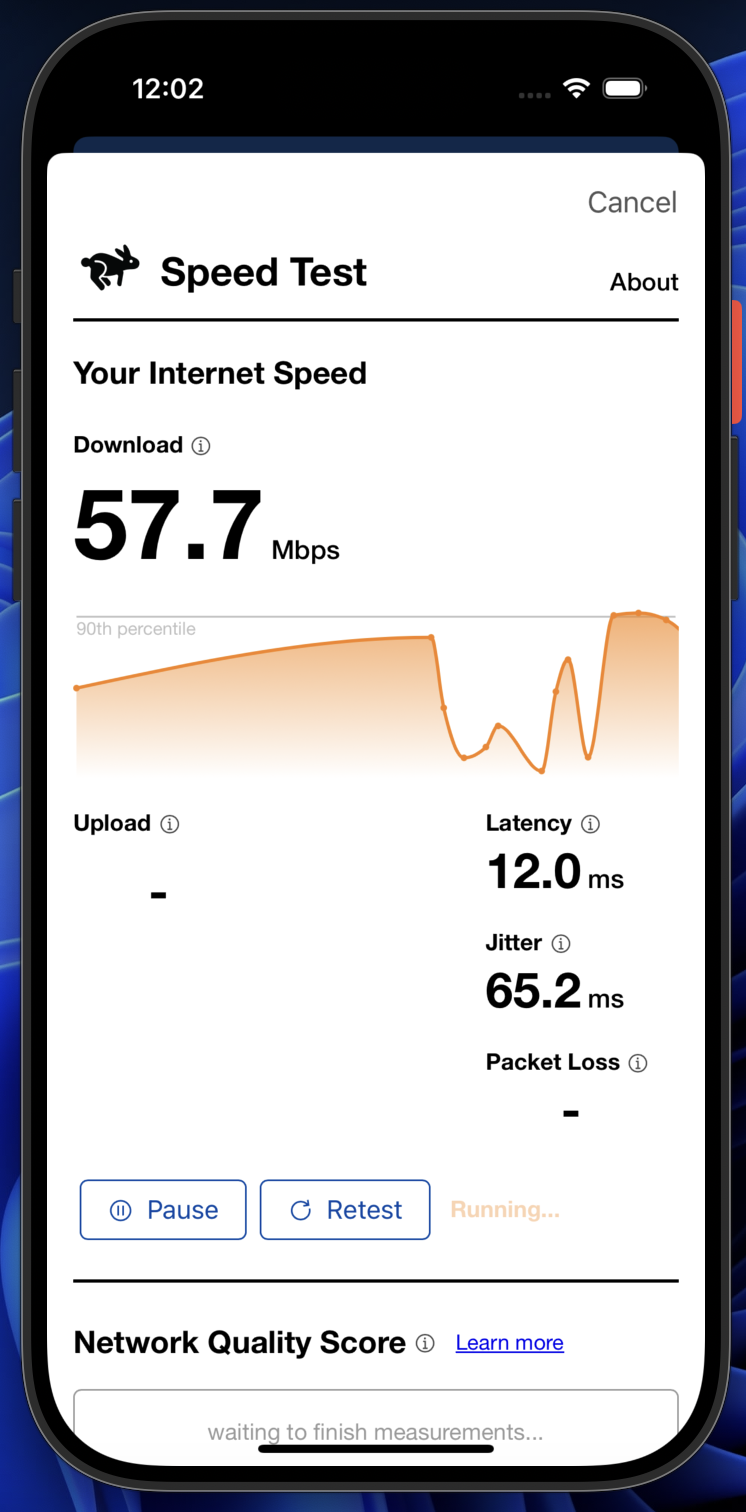 12:02
Cancel
Speed Test
About
Your Internet Speed
Download
57.7 Mbps
90th percentile
Upload
-
Latency
12.0 ms
Jitter
65.2 ms
Packet Loss
-
Pause
Retest
Running...
Network Quality Score
Learn more
waiting to finish measurements...